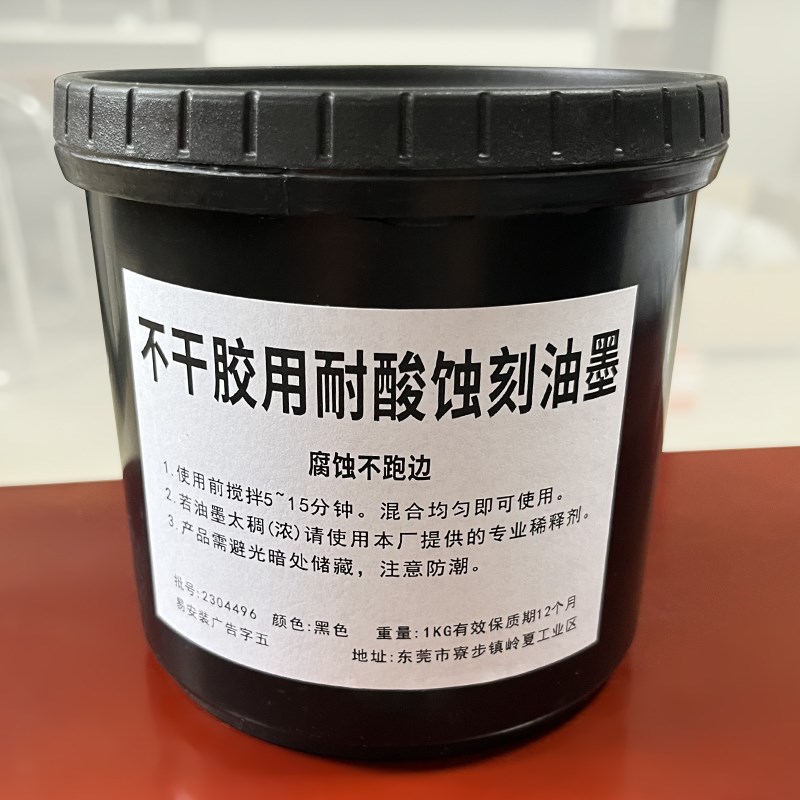 不干胶用耐酸蚀刻油墨
腐蚀不跑边
1.使用前搅拌5~15分钟。混合均匀即可使用。
2.若油墨太稠(浓)请使用本厂提供的专业稀释剂。
3.产品需避光暗处储藏，注意防潮。
批号:2304496 颜色:黑色 重量:1KG有效保质期12个月
易安装广告字五 地址:东莞市寮步镇岭夏工业区